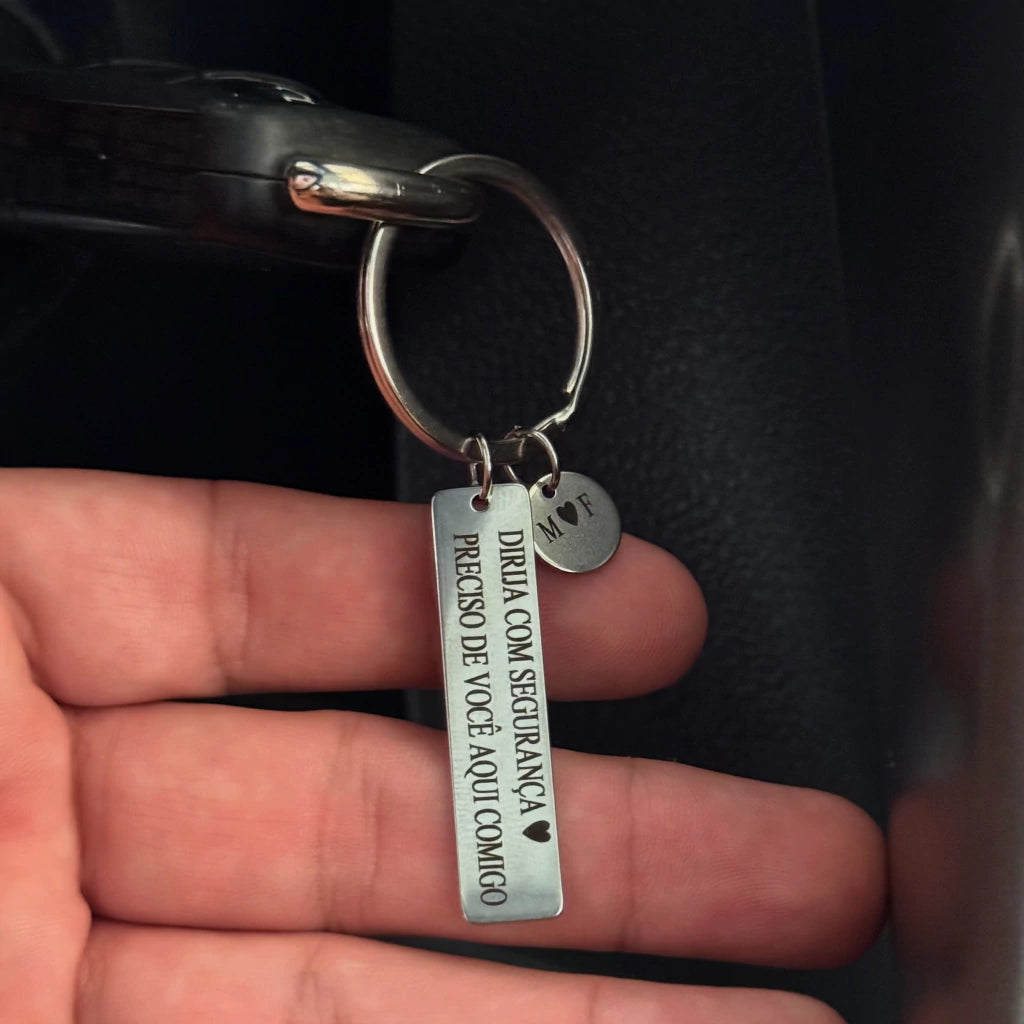 DIRIJA COM SEGURANÇA ♥
PRECISO DE VOCÊ AQUI COMIGO
M ♥ F